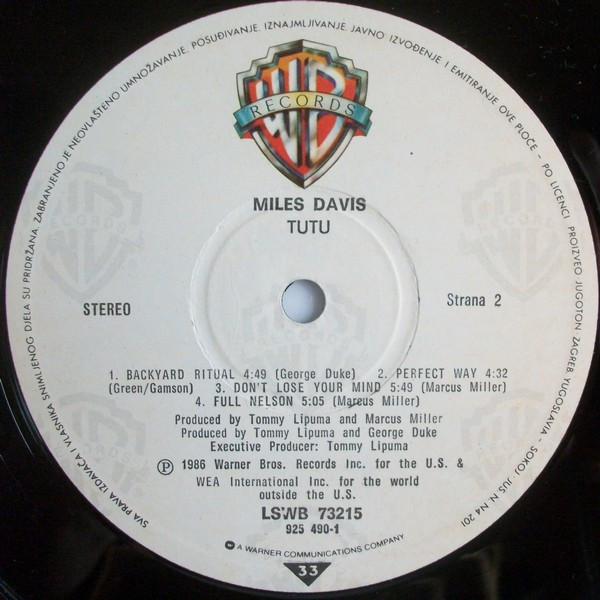 SVA PRAVA IZDAVAČA I VLASNIKA SNIMLJENOG DJELA SU PRIDRŽANA. ZABRANJENO JE NEOVLAŠTENO UMNOŽAVANJE, POSUĐIVANJE, IZNAJMLJIVANJE, JAVNO IZVOĐENJE I EMITIRANJE OVE PLOČE – PO LICENCI PROIZVEO JUGOTON ZAGREB YUGOSLAVIA – SOKOJ JUS N. N4 201
WB
RECORDS
MILES DAVIS
TUTU
STEREO
Strana 2
1. BACKYARD RITUAL 4:49 (George Duke) 2. PERFECT WAY 4:32
(Green/Gamson) 3. DON'T LOSE YOUR MIND 5:49 (Marcus Miller)
4. FULL NELSON 5:05 (Marcus Miller)
Produced by Tommy Lipuma and Marcus Miller
Produced by Tommy Lipuma and George Duke
Executive Producer: Tommy Lipuma
Ⓟ 1986 Warner Bros. Records Inc. for the U.S. &
WEA International Inc. for the world
outside the U.S.
LSWB 73215
925 490-1
A WARNER COMMUNICATIONS COMPANY
33